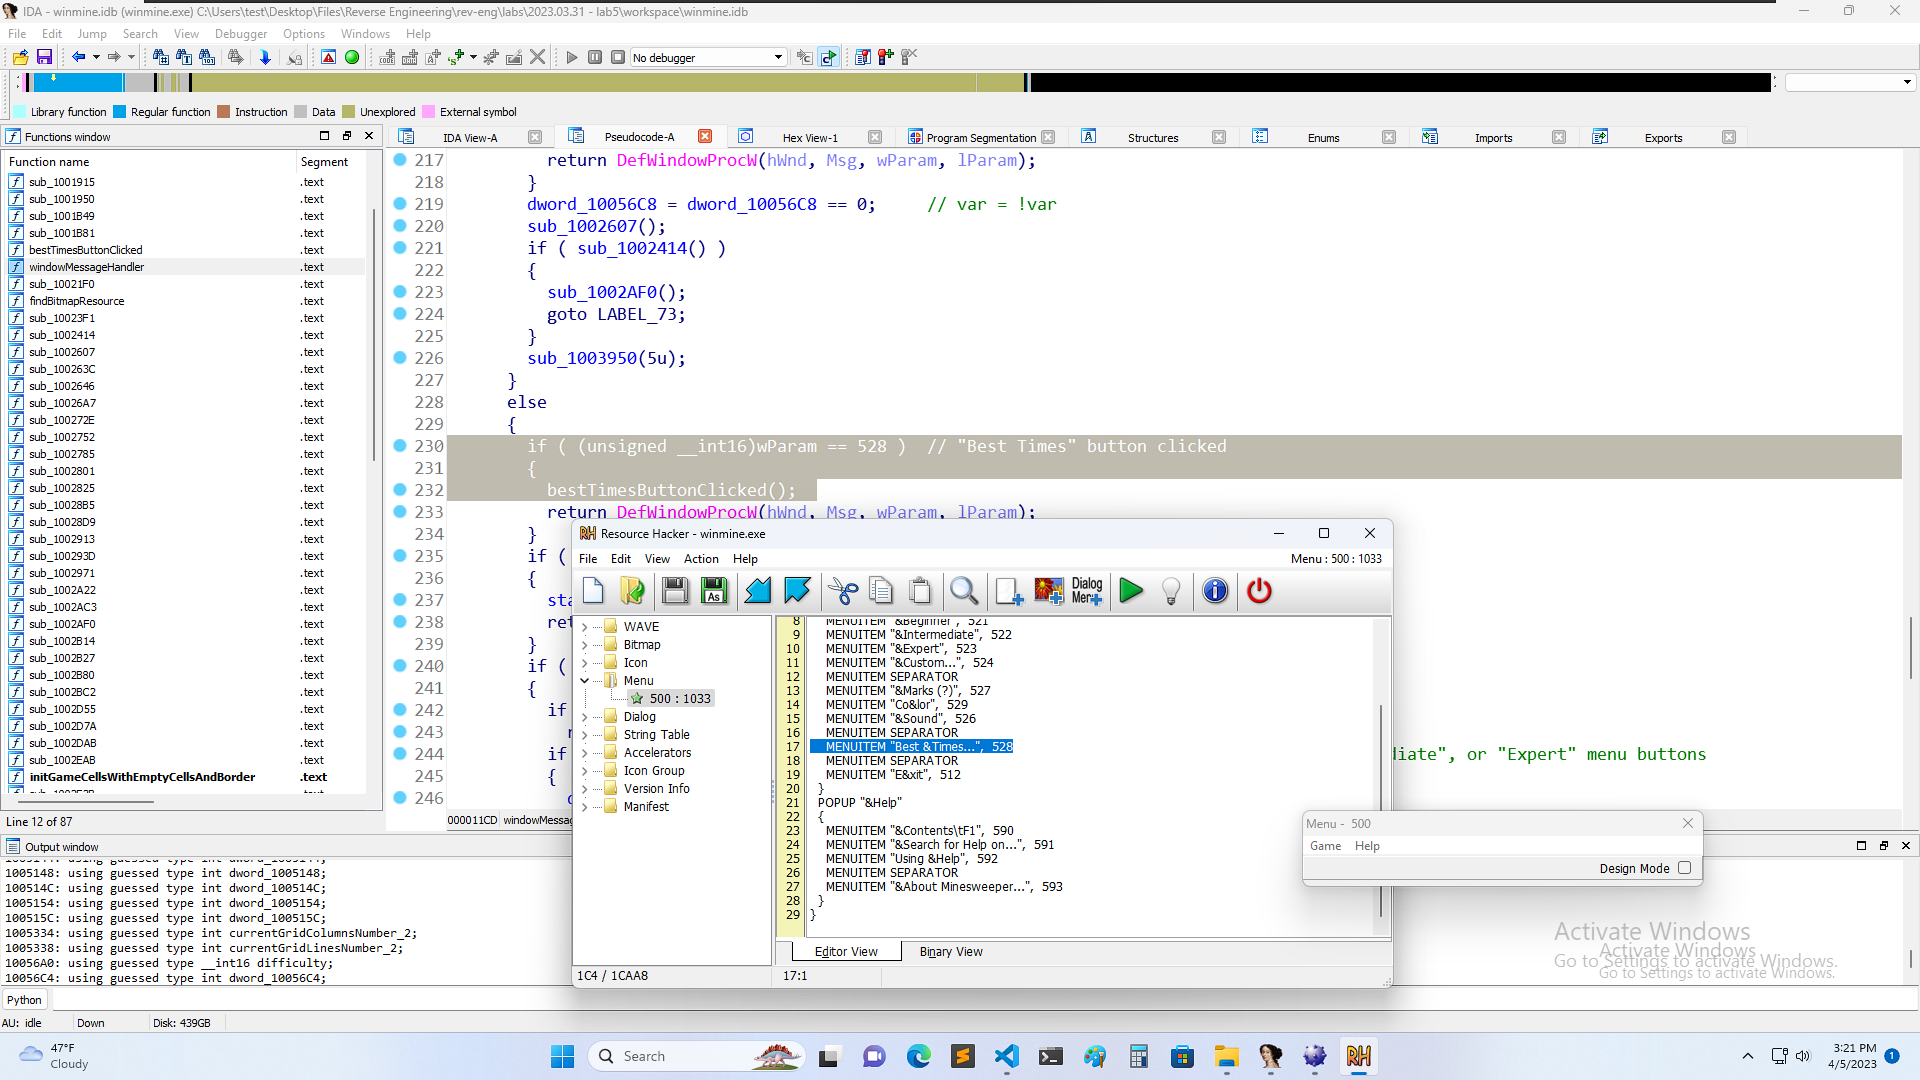 IDA - winmine.idb (winmine.exe) C:\Users\test\Desktop\Files\Reverse Engineering\rev-eng\labs\2023.03.31 - lab5\workspace\winmine.idb
File Edit Jump Search View Debugger Options Windows Help
No debugger
Library function Regular function Instruction Data Unexplored External symbol
Functions window
IDA View-A Pseudocode-A Hex View-1 Program Segmentation Structures Enums Imports Exports
Function name Segment
sub_1001915 .text
sub_1001950 .text
sub_1001B49 .text
sub_1001B81 .text
bestTimesButtonClicked .text
windowMessageHandler .text
sub_10021F0 .text
findBitmapResource .text
sub_10023F1 .text
sub_1002414 .text
sub_1002607 .text
sub_100263C .text
sub_1002646 .text
sub_10026A7 .text
sub_100272E .text
sub_1002752 .text
sub_1002785 .text
sub_1002801 .text
sub_1002825 .text
sub_10028B5 .text
sub_10028D9 .text
sub_1002913 .text
sub_100293D .text
sub_1002971 .text
sub_1002A22 .text
sub_1002AC3 .text
sub_1002AF0 .text
sub_1002B14 .text
sub_1002B27 .text
sub_1002B80 .text
sub_1002BC2 .text
sub_1002D55 .text
sub_1002D7A .text
sub_1002DAB .text
sub_1002EAB .text
initGameCellsWithEmptyCellsAndBorder .text
Line 12 of 87
217 return DefWindowProcW(hWnd, Msg, wParam, lParam);
218 }
219 dword_10056C8 = dword_10056C8 == 0; // var = !var
220 sub_1002607();
221 if ( sub_1002414() )
222 {
223 sub_1002AF0();
224 goto LABEL_73;
225 }
226 sub_1003950(5u);
227 }
228 else
229 {
230 if ( (unsigned __int16)wParam == 528 ) // "Best Times" button clicked
231 {
232 bestTimesButtonClicked();
233 return DefWindowProcW(hWnd, Msg, wParam, lParam);
234 }
235 if (
236 {
237 sta
238 ret
239 }
240 if (
241 {
242 if
243
244 if diate", or "Expert" menu buttons
245 {
246
000011CD windowMessa
Resource Hacker - winmine.exe
File Edit View Action Help Menu : 500 : 1033
As
Dialog
Menu
WAVE
Bitmap
Icon
Menu
500 : 1033
Dialog
String Table
Accelerators
Icon Group
Version Info
Manifest
8 MENUITEM "&Beginner", 521
9 MENUITEM "&Intermediate", 522
10 MENUITEM "&Expert", 523
11 MENUITEM "&Custom...", 524
12 MENUITEM SEPARATOR
13 MENUITEM "&Marks (?)", 527
14 MENUITEM "Co&lor", 529
15 MENUITEM "&Sound", 526
16 MENUITEM SEPARATOR
17 MENUITEM "Best &Times...", 528
18 MENUITEM SEPARATOR
19 MENUITEM "E&xit", 512
20 }
21 POPUP "&Help"
22 {
23 MENUITEM "&Contents\tF1", 590
24 MENUITEM "&Search for Help on...", 591
25 MENUITEM "Using &Help", 592
26 MENUITEM SEPARATOR
27 MENUITEM "&About Minesweeper...", 593
28 }
29 }
Editor View Binary View
1C4 / 1CAA8 17:1
Menu - 500
Game Help
Design Mode
Output window
1005148: using guessed type int dword_1005148;
100514C: using guessed type int dword_100514C;
1005154: using guessed type int dword_1005154;
100515C: using guessed type int dword_100515C;
1005334: using guessed type int currentGridColumnsNumber_2;
1005338: using guessed type int currentGridLinesNumber_2;
10056A0: using guessed type __int16 difficulty;
10056C4: using guessed type int dword_10056C4;
Python
AU: idle Down Disk: 439GB
Activate Windows
Activate Windows
Go to Settings to activate Windows.
Go to Settings to activate Windows.
47°F
Cloudy
Search
RH
3:21 PM
4/5/2023
1